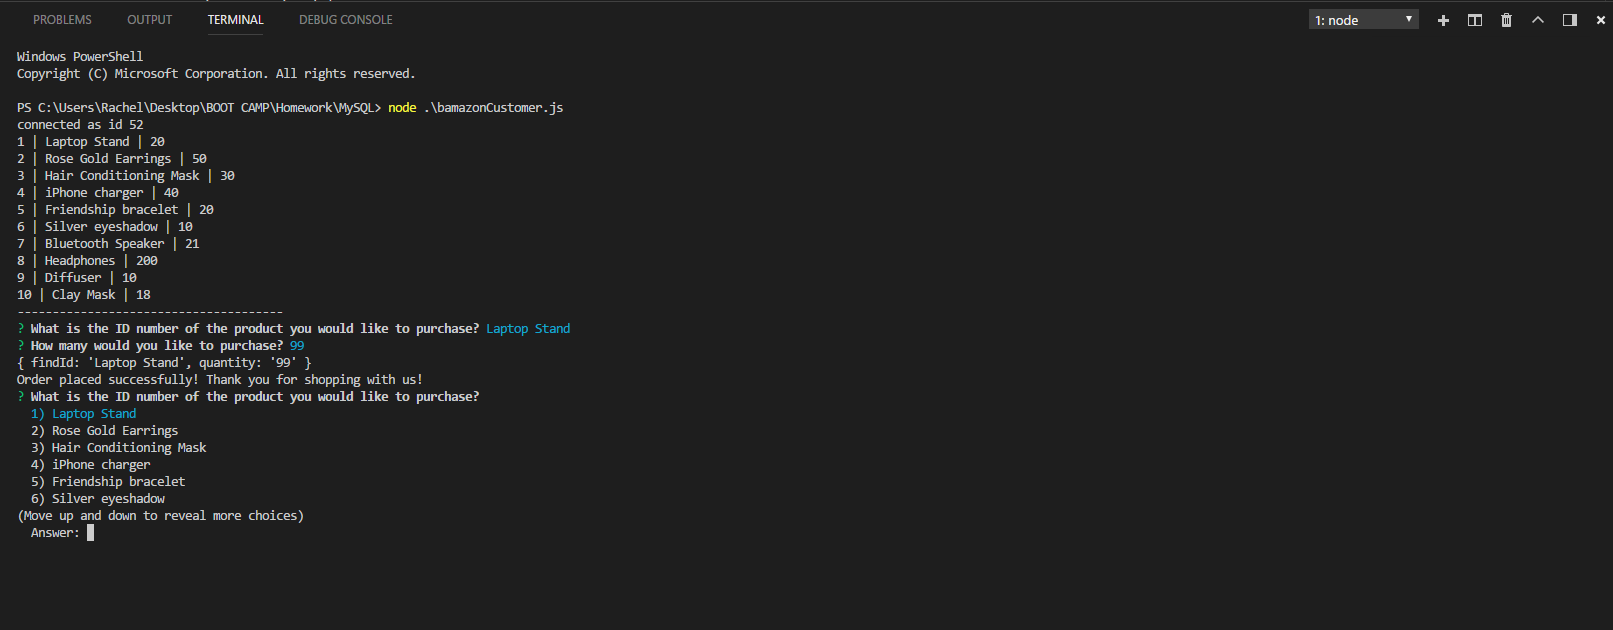 PROBLEMS OUTPUT TERMINAL DEBUG CONSOLE 1: node
Windows PowerShell
Copyright (C) Microsoft Corporation. All rights reserved.
PS C:\Users\Rachel\Desktop\BOOT CAMP\Homework\MySQL> node .\bamazonCustomer.js
connected as id 52
1 | Laptop Stand | 20
2 | Rose Gold Earrings | 50
3 | Hair Conditioning Mask | 30
4 | iPhone charger | 40
5 | Friendship bracelet | 20
6 | Silver eyeshadow | 10
7 | Bluetooth Speaker | 21
8 | Headphones | 200
9 | Diffuser | 10
10 | Clay Mask | 18
--------------------------------------
? What is the ID number of the product you would like to purchase? Laptop Stand
? How many would you like to purchase? 99
{ findId: 'Laptop Stand', quantity: '99' }
Order placed successfully! Thank you for shopping with us!
? What is the ID number of the product you would like to purchase?
1) Laptop Stand
2) Rose Gold Earrings
3) Hair Conditioning Mask
4) iPhone charger
5) Friendship bracelet
6) Silver eyeshadow
(Move up and down to reveal more choices)
Answer: